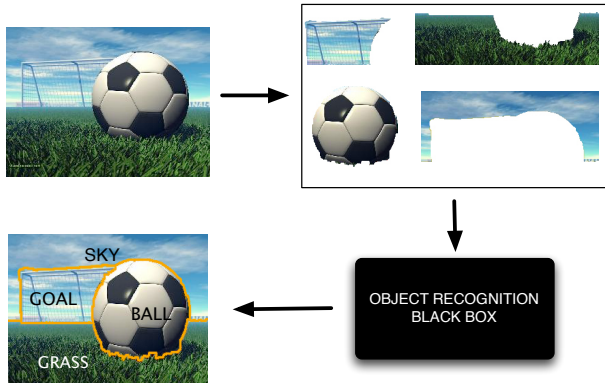 OBJECT RECOGNITION
BLACK BOX
SKY
GOAL
BALL
GRASS